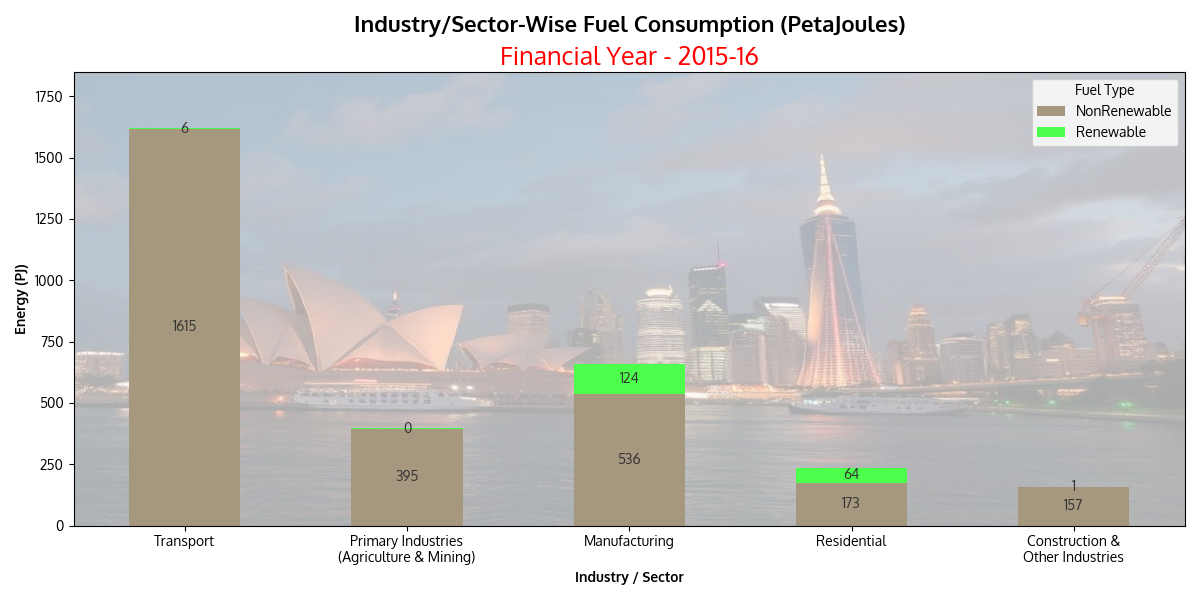 Industry/Sector-Wise Fuel Consumption (PetaJoules)
Financial Year - 2015-16
Energy (PJ)
1750
1500
1250
1000
750
500
250
0
Fuel Type
NonRenewable
Renewable
6
1615
0
395
124
536
64
173
1
157
Transport
Primary Industries
(Agriculture & Mining)
Manufacturing
Residential
Construction &
Other Industries
Industry / Sector